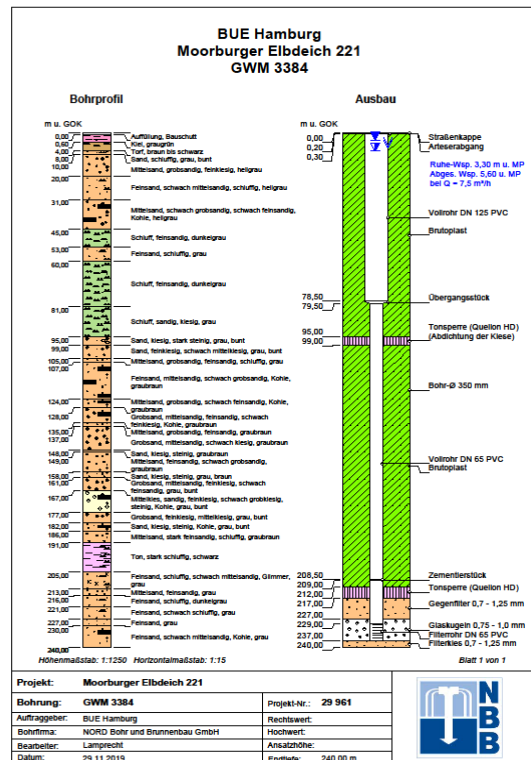 BUE Hamburg
Moorburger Elbdeich 221
GWM 3384
Bohrprofil
m u. GOK
0,00
Auffüllung, Bauschutt
0,60
Klei, graugrün
4,00
Torf, braun bis schwarz
8,00
Sand, schluffig, grau, bunt
10,00
Mittelsand, grobsandig, feinkiesig, hellgrau
20,00
Feinsand, schwach mittelsandig, schluffig, hellgrau
31,00
Mittelsand, schwach grobsandig, schwach feinsandig,
Kohle, hellgrau
45,00
Schluff, feinsandig, dunkelgrau
53,00
Feinsand, schluffig, grau
60,00
Schluff, feinsandig, dunkelgrau
81,00
Schluff, sandig, kiesig, grau
95,00
Sand, kiesig, stark steinig, grau, bunt
99,00
Sand, feinkiesig, schwach mittelkiesig, grau, bunt
105,00
Mittelsand, grobsandig, feinsandig, schluffig, grau
107,00
Feinsand, mittelsandig, schwach grobsandig, Kohle,
graubraun
124,00
Mittelsand, grobsandig, schwach feinsandig, Kohle,
graubraun
128,00
Grobsand, mittelsandig, feinsandig, schwach
feinkiesig, Kohle, graubraun
135,00
Mittelsand, grobsandig, feinsandig, graubraun
137,00
Grobsand, mittelsandig, schwach kiesig, graubraun
148,00
Sand, kiesig, steinig, graubraun
149,00
Mittelsand, feinsandig, schwach grobsandig,
graubraun
158,00
Sand, kiesig, steinig, grau, braun
161,00
Grobsand, mittelsandig, feinkiesig, schwach
feinsandig, grau, bunt
167,00
Mittelkies, sandig, feinkiesig, schwach grobkiesig,
steinig, Kohle, grau, bunt
177,00
Grobsand, feinkiesig, mittelkiesig, grau, bunt
182,00
Sand, kiesig, steinig, Kohle, grau, bunt
186,00
Mittelsand, stark feinsandig, schluffig, graubraun
191,00
Ton, stark schluffig, schwarz
205,00
Feinsand, schluffig, schwach mittelsandig, Glimmer,
grau
213,00
Mittelsand, feinsandig, grau
216,00
Feinsand, schluffig, dunkelgrau
221,00
Feinsand, schwach schluffig, grau
227,00
Feinsand, grau
230,00
Feinsand, schwach mittelsandig, Kohle, grau
240,00
Höhenmaßstab: 1:1250 Horizontalmaßstab: 1:15
Ausbau
m u. GOK
0,00
Straßenkappe
0,20
Arteserabgang
0,30
Ruhe-Wsp. 3,30 m u. MP
Abges. Wsp. 5,60 u. MP
bei Q = 7,5 m³/h
Vollrohr DN 125 PVC
Brutoplast
78,50
Übergangsstück
79,50
95,00
Tonsperre (Quellon HD)
99,00
(Abdichtung der Kiese)
Bohr-Ø 350 mm
Vollrohr DN 65 PVC
Brutoplast
208,50
Zementierstück
209,00
Tonsperre (Quellon HD)
212,00
217,00
Gegenfilter 0,7 - 1,25 mm
227,00
229,00
Glaskugeln 0,75 - 1,0 mm
237,00
Filterrohr DN 65 PVC
240,00
Filterkies 0,7 - 1,25 mm
Blatt 1 von 1
Projekt: Moorburger Elbdeich 221
Bohrung: GWM 3384
Projekt-Nr.: 29 961
Auftraggeber: BUE Hamburg
Rechtswert:
Bohrfirma: NORD Bohr und Brunnenbau GmbH
Hochwert:
Bearbeiter: Lamprecht
Ansatzhöhe:
Datum: 29.11.2019
Endtiefe: 240,00 m
NBB